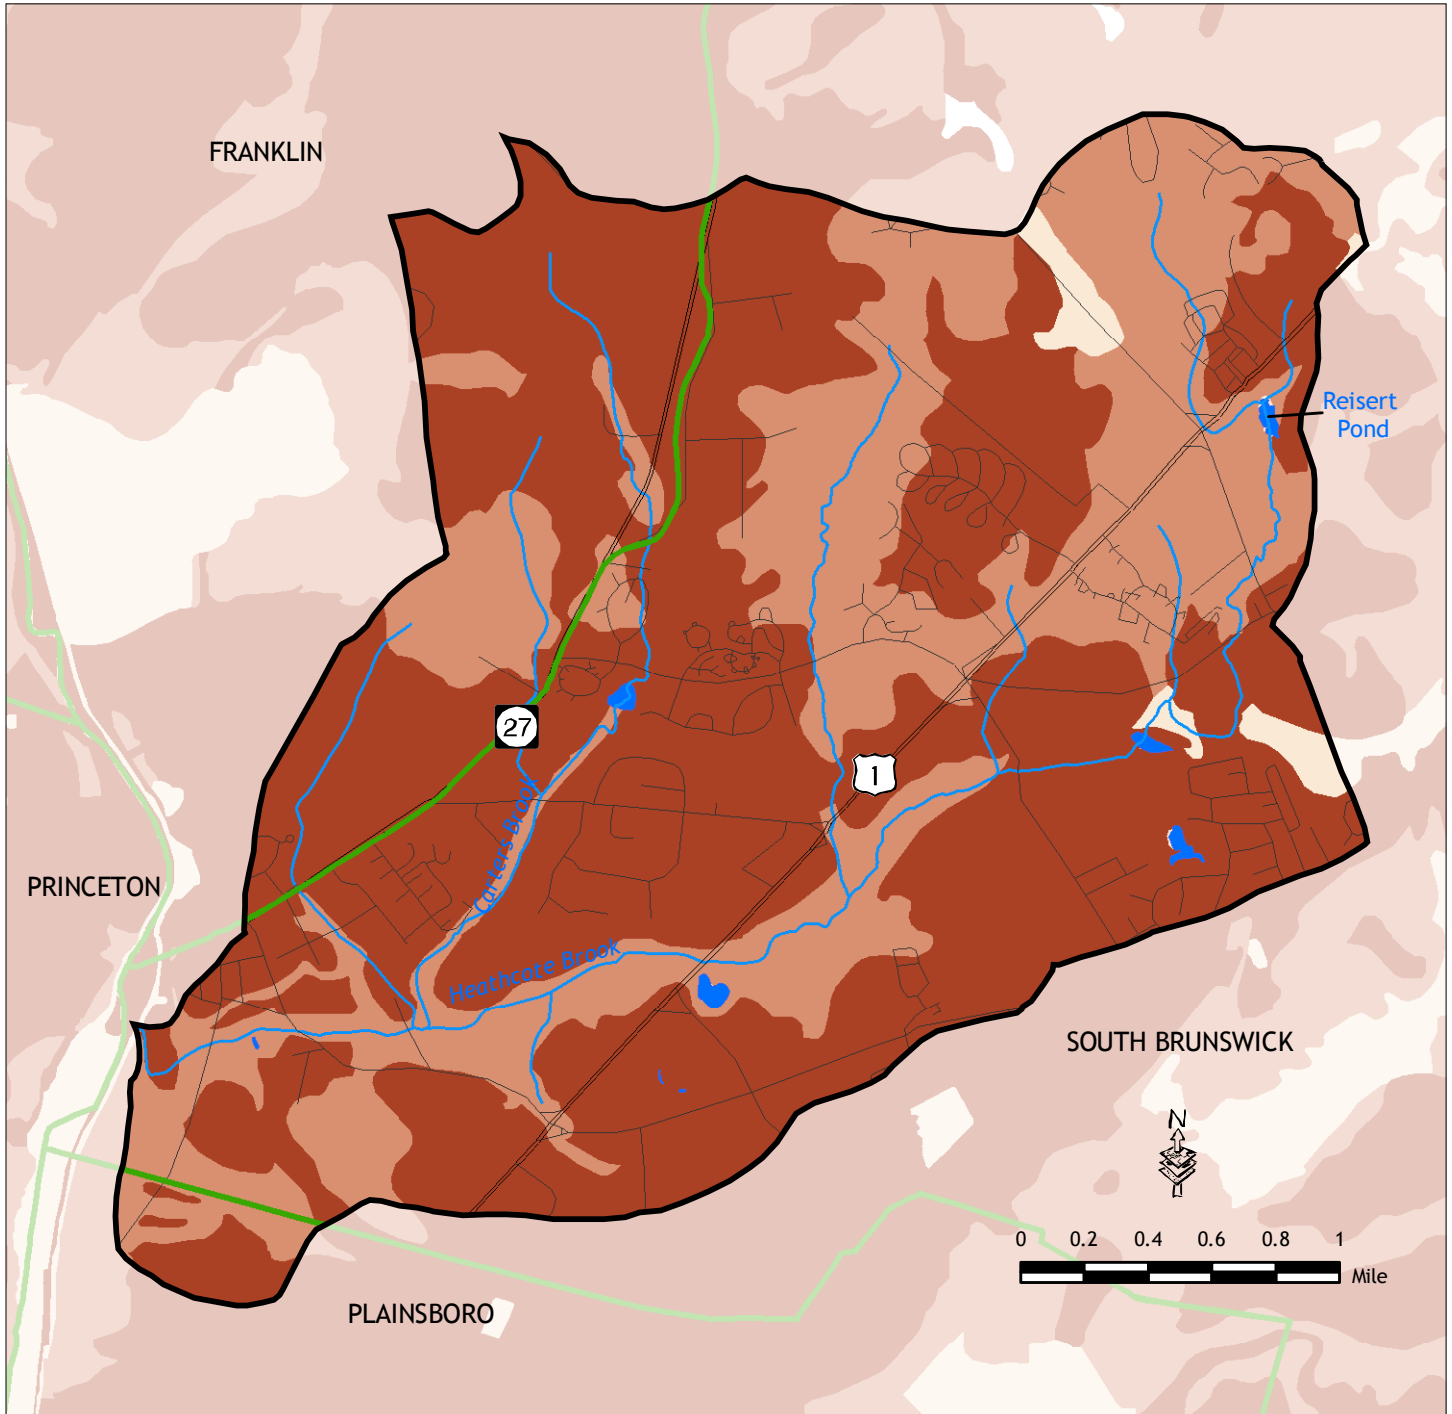 FRANKLIN
Reisert
Pond
27
1
Carters Brook
PRINCETON
Heathcote Brook
SOUTH BRUNSWICK
N
0 0.2 0.4 0.6 0.8 1
Mile
PLAINSBORO